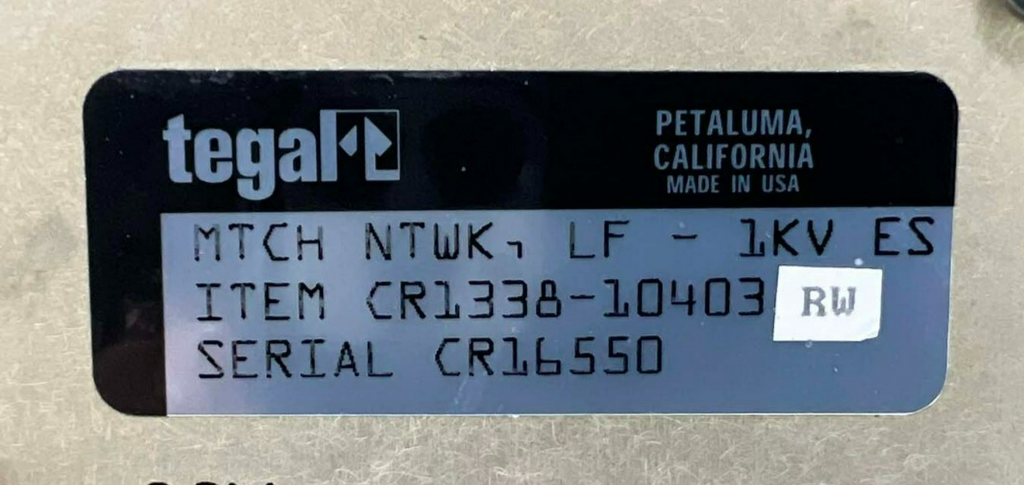 tegal
PETALUMA,
CALIFORNIA
MADE IN USA
MTCH NTWK, LF - 1KV ES
ITEM CR1338-10403 RW
SERIAL CR16550